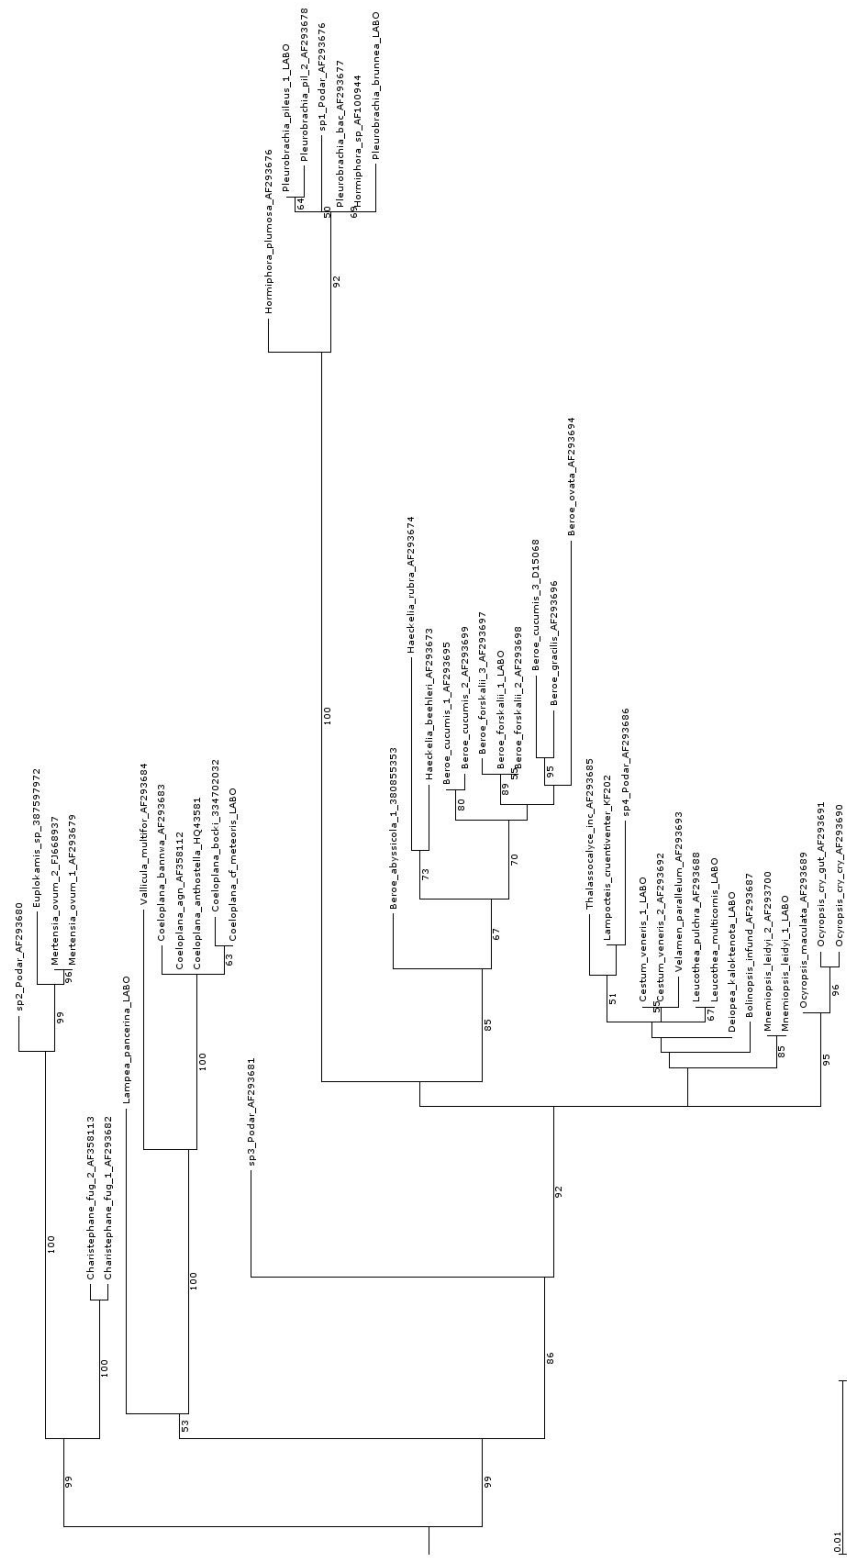 sp2_Podar_AF293680
Euplokamis_sp_387597972
Mertensia_ovum_2_FJ668937
Mertensia_ovum_1_AF293679
96
99
100
Charistephane_fug_2_AF358113
Charistephane_fug_1_AF293682
100
99
Lampea_pancerina_LABO
Vallicula_multifor_AF293684
Coeloplana_bannwa_AF293683
Coeloplana_agn_AF358112
Coeloplana_anthostella_HQ43581
Coeloplana_bocki_334702032
Coeloplana_cf_meteoris_LABO
63
100
100
53
sp3_Podar_AF293681
Hormiphora_plumosa_AF293676
Pleurobrachia_pileus_1_LABO
Pleurobrachia_pil_2_AF293678
64
sp1_Podar_AF293676
50
Pleurobrachia_bac_AF293677
Hormiphora_sp_AF100944
69
Pleurobrachia_brunnea_LABO
92
100
Beroe_abyssicola_1_380855353
Haeckelia_rubra_AF293674
Haeckelia_beehleri_AF293673
73
Beroe_cucumis_1_AF293695
Beroe_cucumis_2_AF293699
80
Beroe_forskalii_3_AF293697
Beroe_forskalii_1_LABO
Beroe_forskalii_2_AF293698
55
89
Beroe_cucumis_3_D15068
Beroe_gracilis_AF293696
95
Beroe_ovata_AF293694
70
67
85
Thalassocalyce_inc_AF293685
Lampocteis_cruentiventer_KF202
sp4_Podar_AF293686
51
Cestum_veneris_1_LABO
Cestum_veneris_2_AF293692
55
Velamen_parallelum_AF293693
Leucothea_pulchra_AF293688
Leucothea_multicornis_LABO
67
Deiopea_kaloktenota_LABO
Bolinopsis_infund_AF293687
Mnemiopsis_leidyi_2_AF293700
Mnemiopsis_leidyi_1_LABO
85
Ocyropsis_maculata_AF293689
Ocyropsis_cry_gut_AF293691
Ocyropsis_cry_cry_AF293690
96
95
92
86
99
0.01